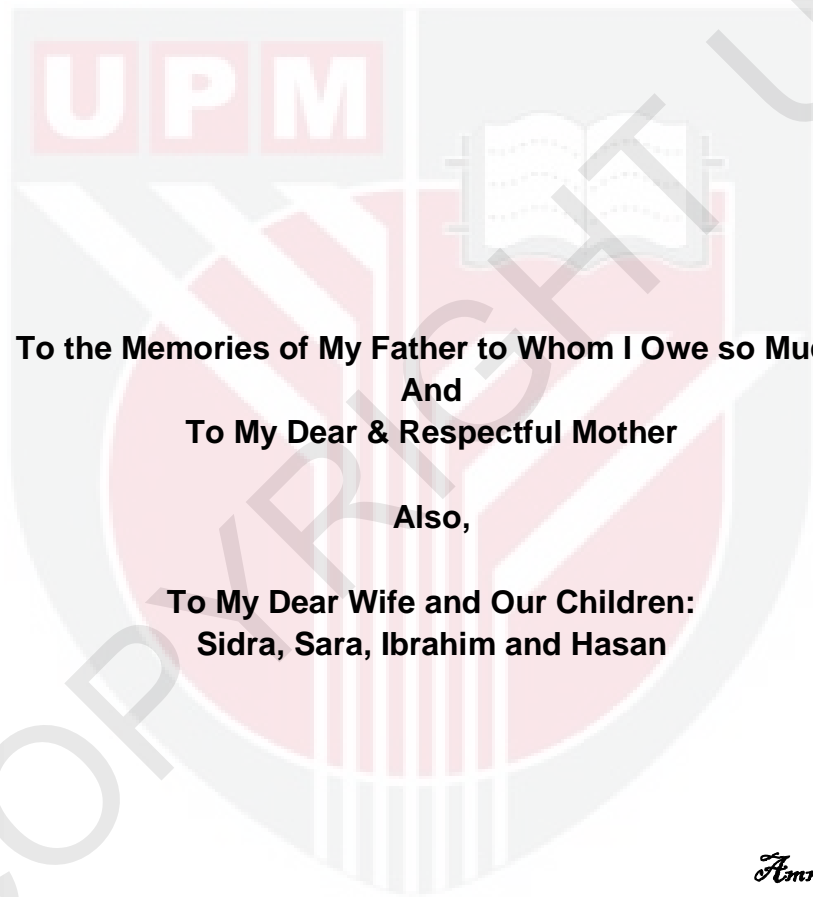 UPM
To the Memories of My Father to Whom I Owe so
And
To My Dear & Respectful Mother
Also,
To My Dear Wife and Our Children:
Sidra, Sara, Ibrahim and Hasan
COPYRIGHT